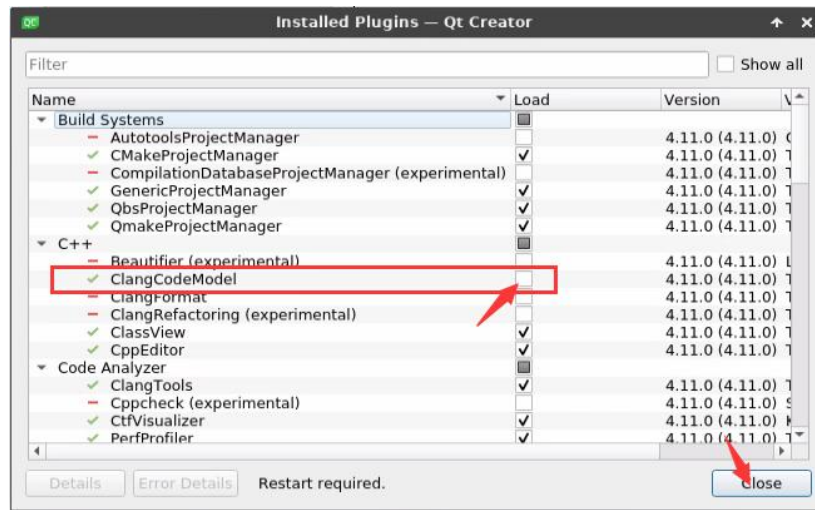 Installed Plugins — Qt Creator
Filter Show all
Name Load Version
Build Systems
AutotoolsProjectManager 4.11.0 (4.11.0)
CMakeProjectManager 4.11.0 (4.11.0)
CompilationDatabaseProjectManager (experimental) 4.11.0 (4.11.0)
GenericProjectManager 4.11.0 (4.11.0)
QbsProjectManager 4.11.0 (4.11.0)
QmakeProjectManager 4.11.0 (4.11.0)
C++
Beautifier (experimental) 4.11.0 (4.11.0)
ClangCodeModel 4.11.0 (4.11.0)
ClangFormat 4.11.0 (4.11.0)
ClangRefactoring (experimental) 4.11.0 (4.11.0)
ClassView 4.11.0 (4.11.0)
CppEditor 4.11.0 (4.11.0)
Code Analyzer
ClangTools 4.11.0 (4.11.0)
Cppcheck (experimental) 4.11.0 (4.11.0)
CtfVisualizer 4.11.0 (4.11.0)
PerfProfiler 4.11.0 (4.11.0)
Details Error Details Restart required. Close